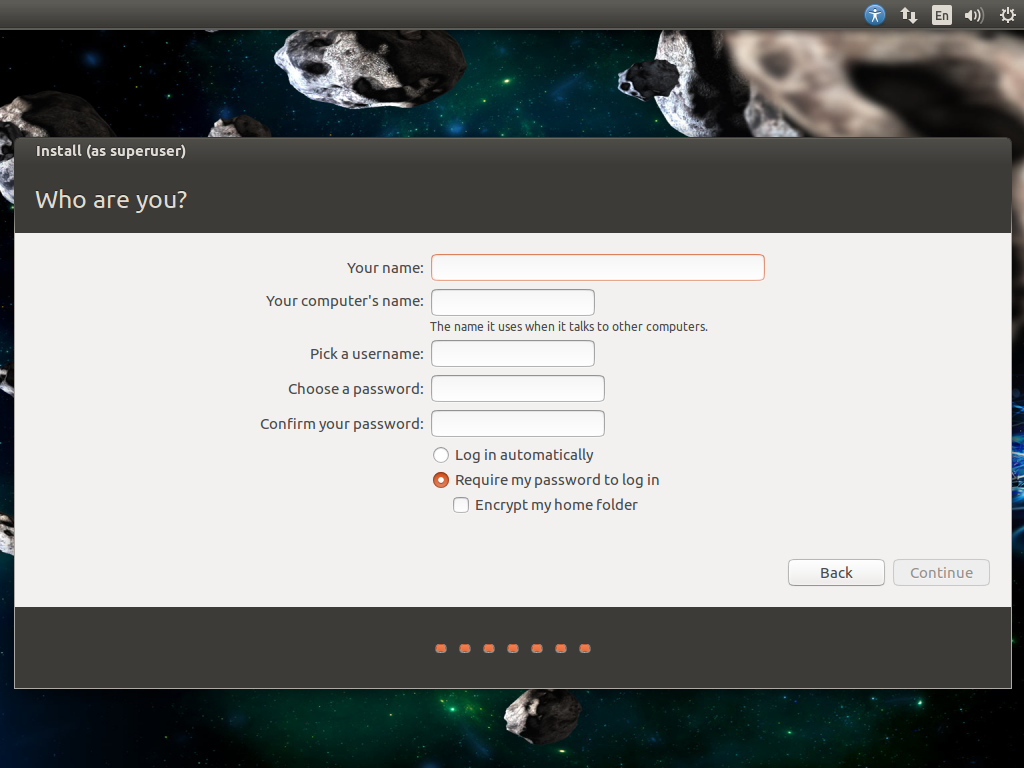 En
Install (as superuser)
Who are you?
Your name:
Your computer's name:
The name it uses when it talks to other computers.
Pick a username:
Choose a password:
Confirm your password:
Log in automatically
Require my password to log in
Encrypt my home folder
Back Continue